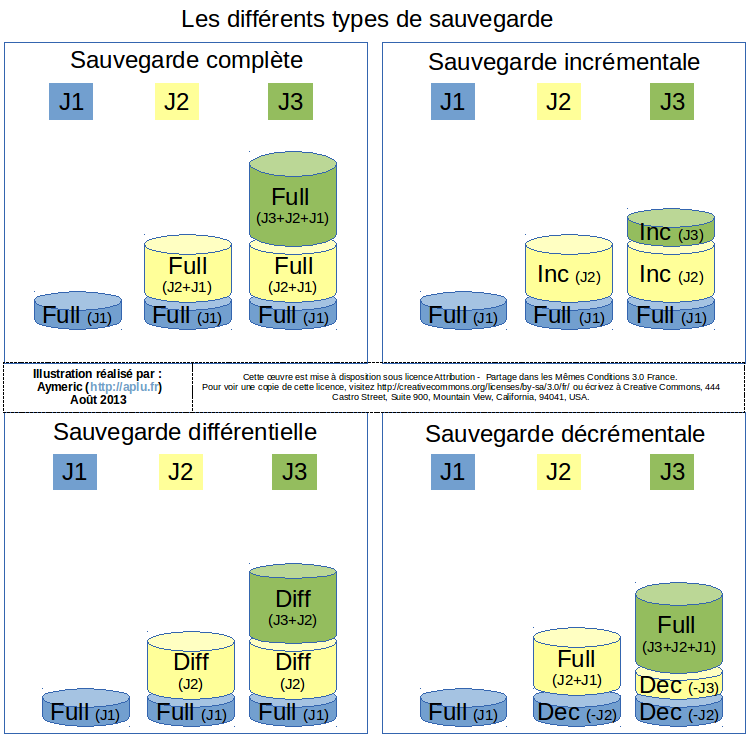 Les différents types de sauvegarde
Sauvegarde complète
J1 J2 J3
Full
(J3+J2+J1)
Full
(J2+J1)
Full
(J2+J1)
Full (J1)
Full (J1)
Full (J1)
Sauvegarde incrémentale
J1 J2 J3
Inc (J3)
Inc (J2)
Inc (J2)
Full (J1)
Full (J1)
Full (J1)
Illustration réalisé par :
Aymeric (http://aplu.fr)
Août 2013
Cette œuvre est mise à disposition sous licence Attribution - Partage dans les Mêmes Conditions 3.0 France.
Pour voir une copie de cette licence, visitez http://creativecommons.org/licenses/by-sa/3.0/fr/ ou écrivez à Creative Commons, 444
Castro Street, Suite 900, Mountain View, California, 94041, USA.
Sauvegarde différentielle
J1 J2 J3
Diff
(J3+J2)
Diff
(J2)
Diff
(J2)
Full (J1)
Full (J1)
Full (J1)
Sauvegarde décrémentale
J1 J2 J3
Full
(J3+J2+J1)
Full
(J2+J1)
Dec (-J3)
Full (J1)
Dec (-J2)
Dec (-J2)